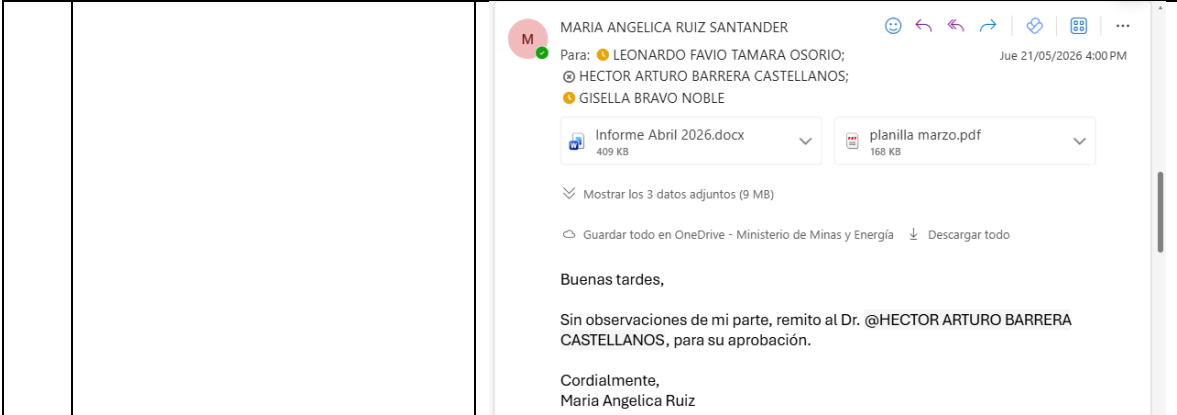 M
MARIA ANGELICA RUIZ SANTANDER
Para: LEONARDO FAVIO TAMARA OSORIO;
Jue 21/05/2026 4:00 PM
HECTOR ARTURO BARRERA CASTELLANOS;
GISELLA BRAVO NOBLE
Informe Abril 2026.docx
409 KB
planilla marzo.pdf
168 KB
Mostrar los 3 datos adjuntos (9 MB)
Guardar todo en OneDrive - Ministerio de Minas y Energía
Descargar todo
Buenas tardes,
Sin observaciones de mi parte, remito al Dr. @HECTOR ARTURO BARRERA
CASTELLANOS, para su aprobación.
Cordialmente,
Maria Angelica Ruiz